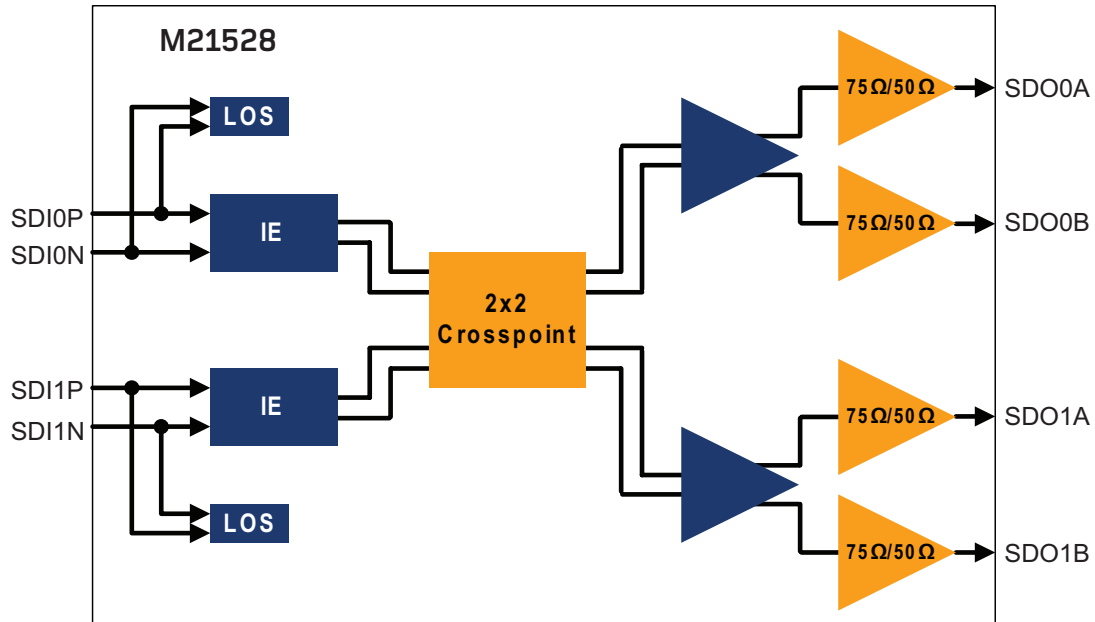 M21528
LOS
SDI0P
SDI0N
IE
2x2
Crosspoint
SDI1P
SDI1N
IE
LOS
75Ω/50Ω
SDO0A
75Ω/50Ω
SDO0B
75Ω/50Ω
SDO1A
75Ω/50Ω
SDO1B